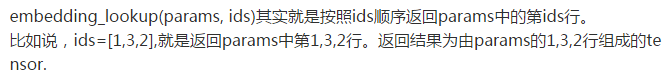 embedding_lookup(params, ids)其实就是按照ids顺序返回params中的第ids行。
比如说，ids=[1,3,2],就是返回params中第1,3,2行。返回结果为由params的1,3,2行组成的te
nsor.